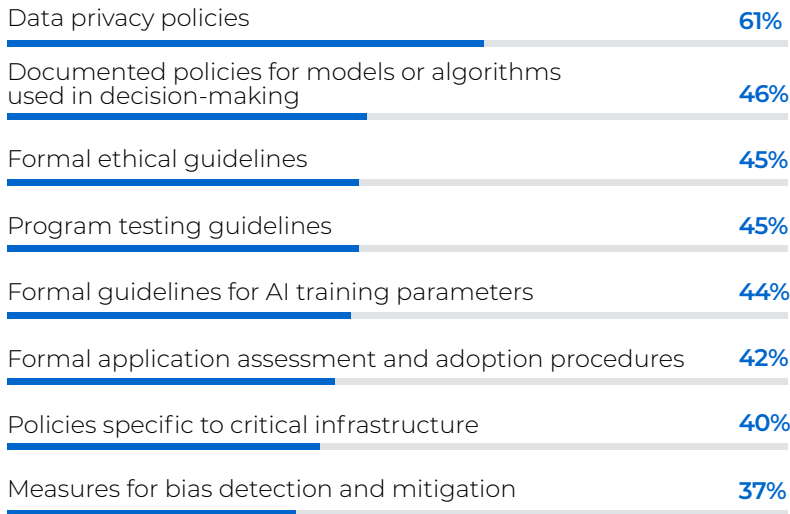 Data privacy policies 61%
Documented policies for models or algorithms
used in decision-making 46%
Formal ethical guidelines 45%
Program testing guidelines 45%
Formal guidelines for AI training parameters 44%
Formal application assessment and adoption procedures 42%
Policies specific to critical infrastructure 40%
Measures for bias detection and mitigation 37%